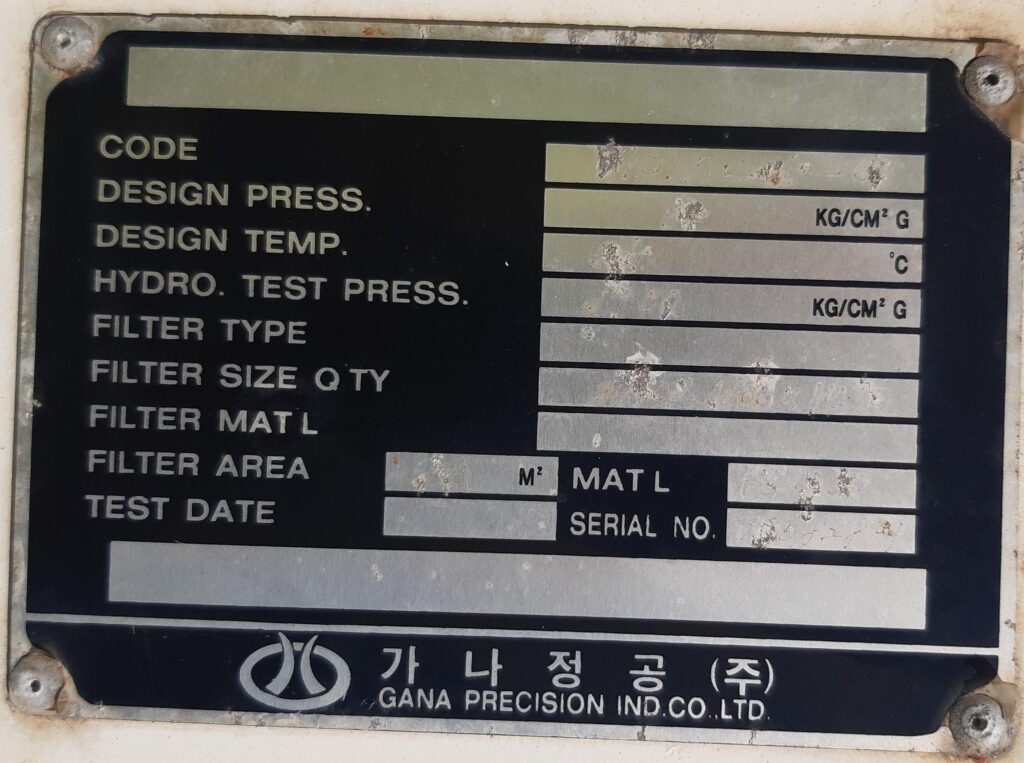 CODE
DESIGN PRESS. KG/CM² G
DESIGN TEMP. °C
HYDRO. TEST PRESS. KG/CM² G
FILTER TYPE
FILTER SIZE Q TY
FILTER MAT L
FILTER AREA M² MAT L
TEST DATE SERIAL NO.
가 나 정 공 (주)
GANA PRECISION IND.CO.,LTD.